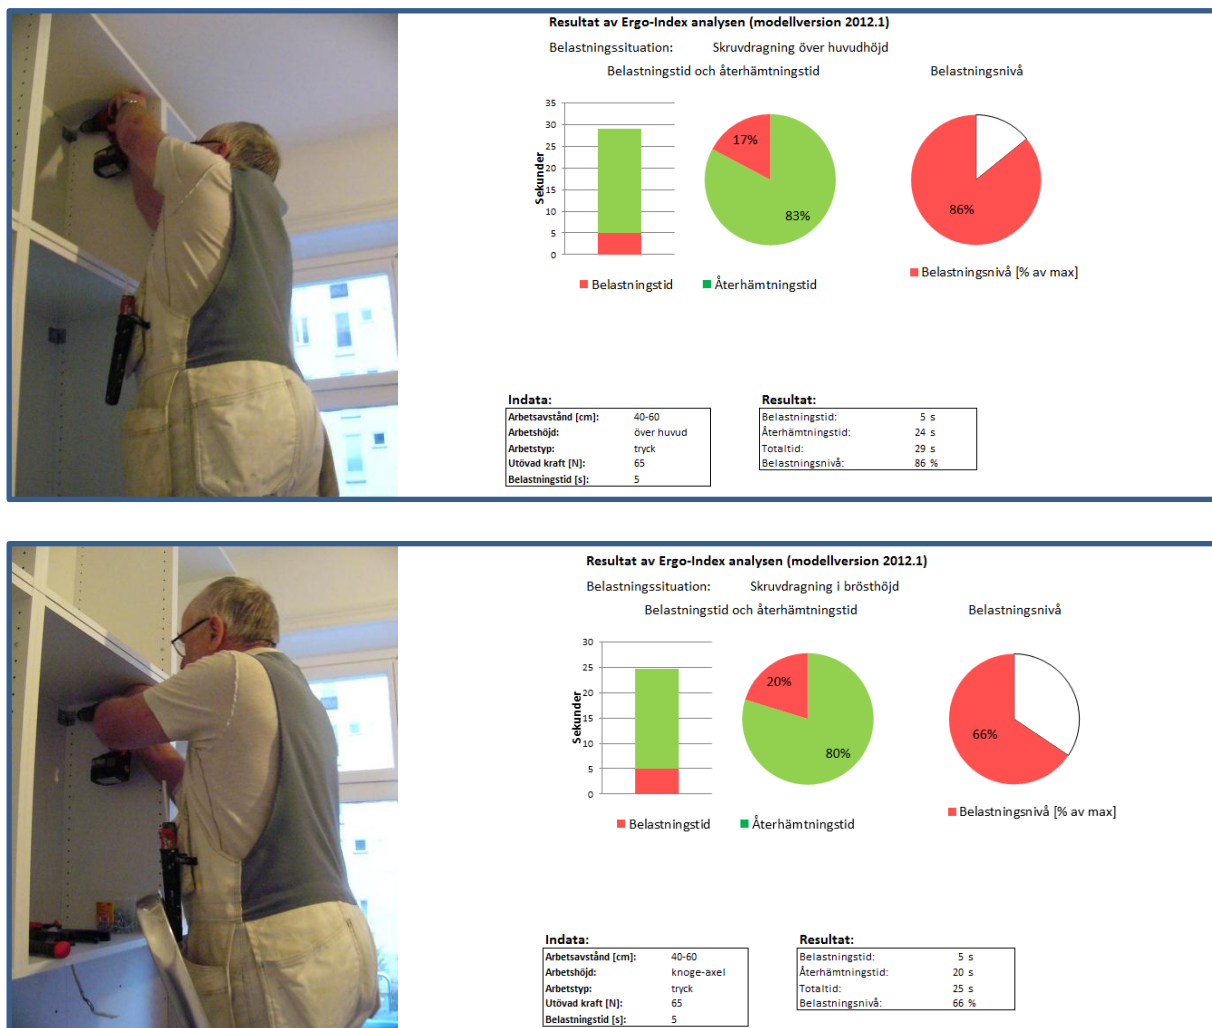 Resultat av Ergo-Index analysen (modellversion 2012.1)
Belastningssituation: Skruvdragning över huvudhöjd
Belastningstid och återhämtningstid
Belastningsnivå
35
30
25
20
15
10
5
0
Sekunder
17%
83%
86%
Belastningstid Återhämtningstid
Belastningsnivå [% av max]
Indata:
Arbetsavstånd [cm]: 40-60
Arbetshöjd: över huvud
Arbetstyp: tryck
Utövad kraft [N]: 65
Belastningstid [s]: 5
Resultat:
Belastningstid: 5 s
Återhämtningstid: 24 s
Totaltid: 29 s
Belastningsnivå: 86 %
Resultat av Ergo-Index analysen (modellversion 2012.1)
Belastningssituation: Skruvdragning i brösthöjd
Belastningstid och återhämtningstid
Belastningsnivå
30
25
20
15
10
5
0
Sekunder
20%
80%
66%
Belastningstid Återhämtningstid
Belastningsnivå [% av max]
Indata:
Arbetsavstånd [cm]: 40-60
Arbetshöjd: knoge-axel
Arbetstyp: tryck
Utövad kraft [N]: 65
Belastningstid [s]: 5
Resultat:
Belastningstid: 5 s
Återhämtningstid: 20 s
Totaltid: 25 s
Belastningsnivå: 66 %